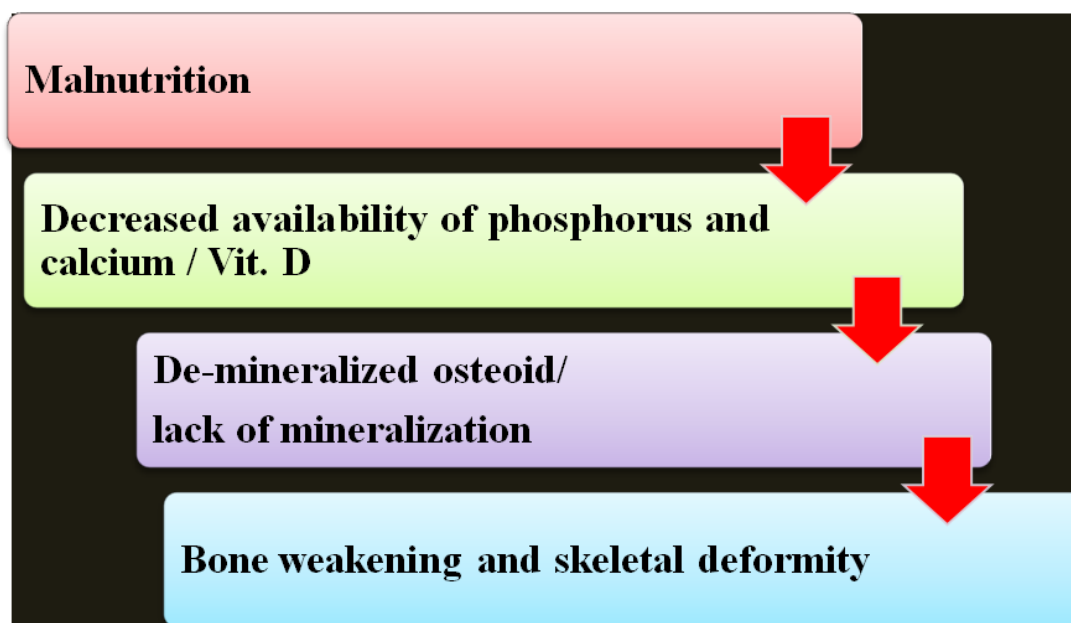 Malnutrition
Decreased availability of phosphorus and
calcium / Vit. D
De-mineralized osteoid/
lack of mineralization
Bone weakening and skeletal deformity